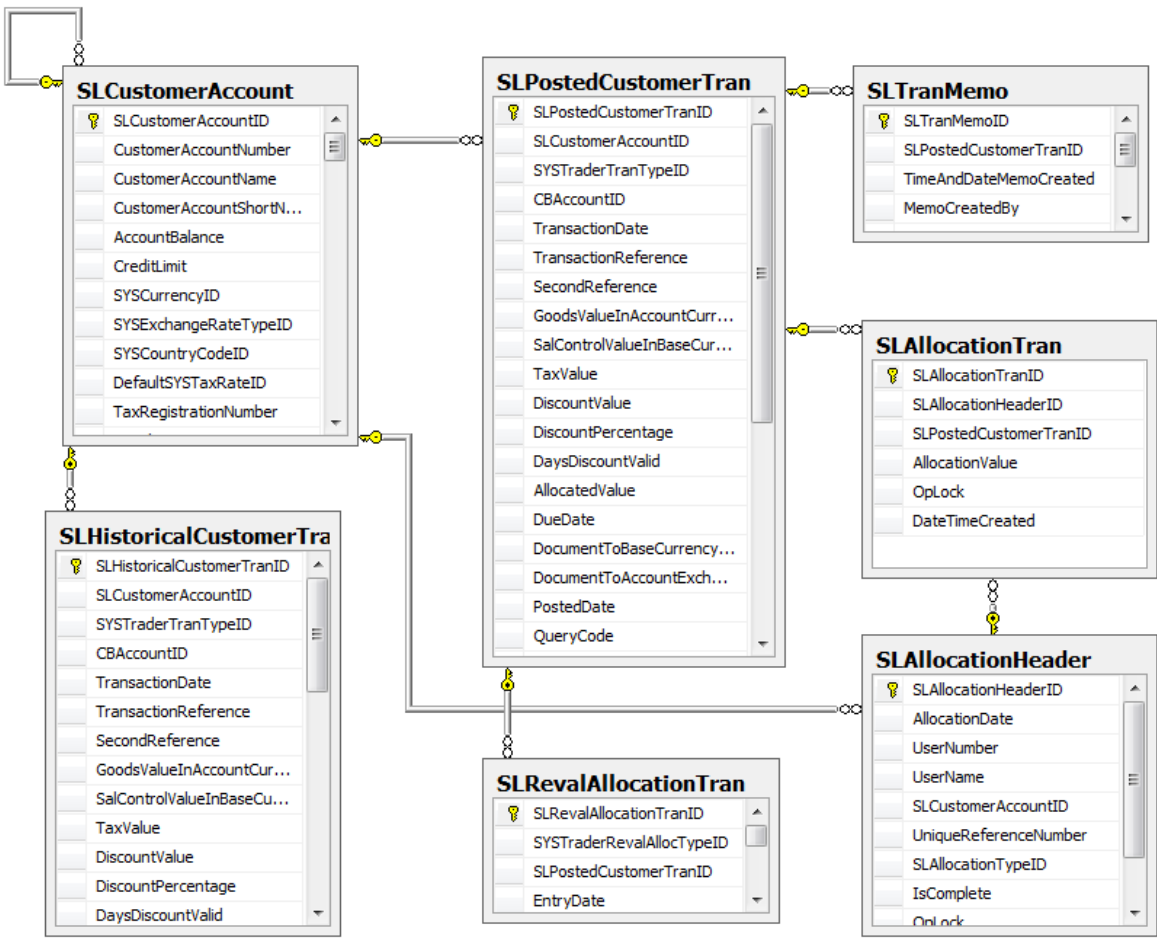 SLCustomerAccount
SLCustomerAccountID
CustomerAccountNumber
CustomerAccountName
CustomerAccountShortN...
AccountBalance
CreditLimit
SYSCurrencyID
SYSExchangeRateTypeID
SYSCountryCodeID
DefaultSYSTaxRateID
TaxRegistrationNumber
SLPostedCustomerTran
SLPostedCustomerTranID
SLCustomerAccountID
SYSTraderTranTypeID
CBAccountID
TransactionDate
TransactionReference
SecondReference
GoodsValueInAccountCurr...
SalControlValueInBaseCur...
TaxValue
DiscountValue
DiscountPercentage
DaysDiscountValid
AllocatedValue
DueDate
DocumentToBaseCurrency...
DocumentToAccountExch...
PostedDate
QueryCode
SLTranMemo
SLTranMemoID
SLPostedCustomerTranID
TimeAndDateMemoCreated
MemoCreatedBy
SLAllocationTran
SLAllocationTranID
SLAllocationHeaderID
SLPostedCustomerTranID
AllocationValue
OpLock
DateTimeCreated
SLHistoricalCustomerTra
SLHistoricalCustomerTranID
SLCustomerAccountID
SYSTraderTranTypeID
CBAccountID
TransactionDate
TransactionReference
SecondReference
GoodsValueInAccountCur...
SalControlValueInBaseCu...
TaxValue
DiscountValue
DiscountPercentage
DaysDiscountValid
SLRevalAllocationTran
SLRevalAllocationTranID
SYSTraderRevalAllocTypeID
SLPostedCustomerTranID
EntryDate
SLAllocationHeader
SLAllocationHeaderID
AllocationDate
UserNumber
UserName
SLCustomerAccountID
UniqueReferenceNumber
SLAllocationTypeID
IsComplete
OpLock